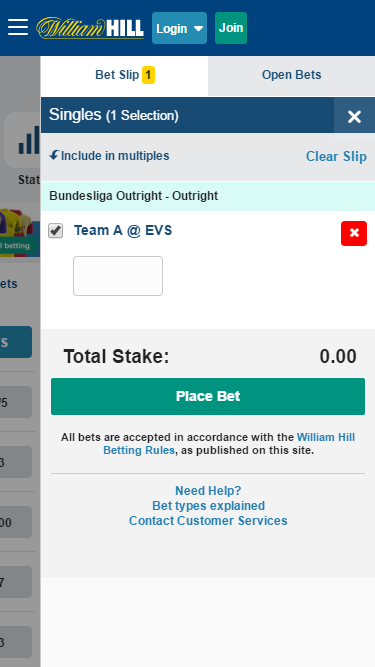 William HILL
Login
Join
Bet Slip 1
Open Bets
Singles (1 Selection)
Include in multiples
Clear Slip
Bundesliga Outright - Outright
Team A @ EVS
Stat
l betting
ets
S
/5
3
00
7
3
Total Stake: 0.00
Place Bet
All bets are accepted in accordance with the William Hill
Betting Rules, as published on this site.
Need Help?
Bet types explained
Contact Customer Services